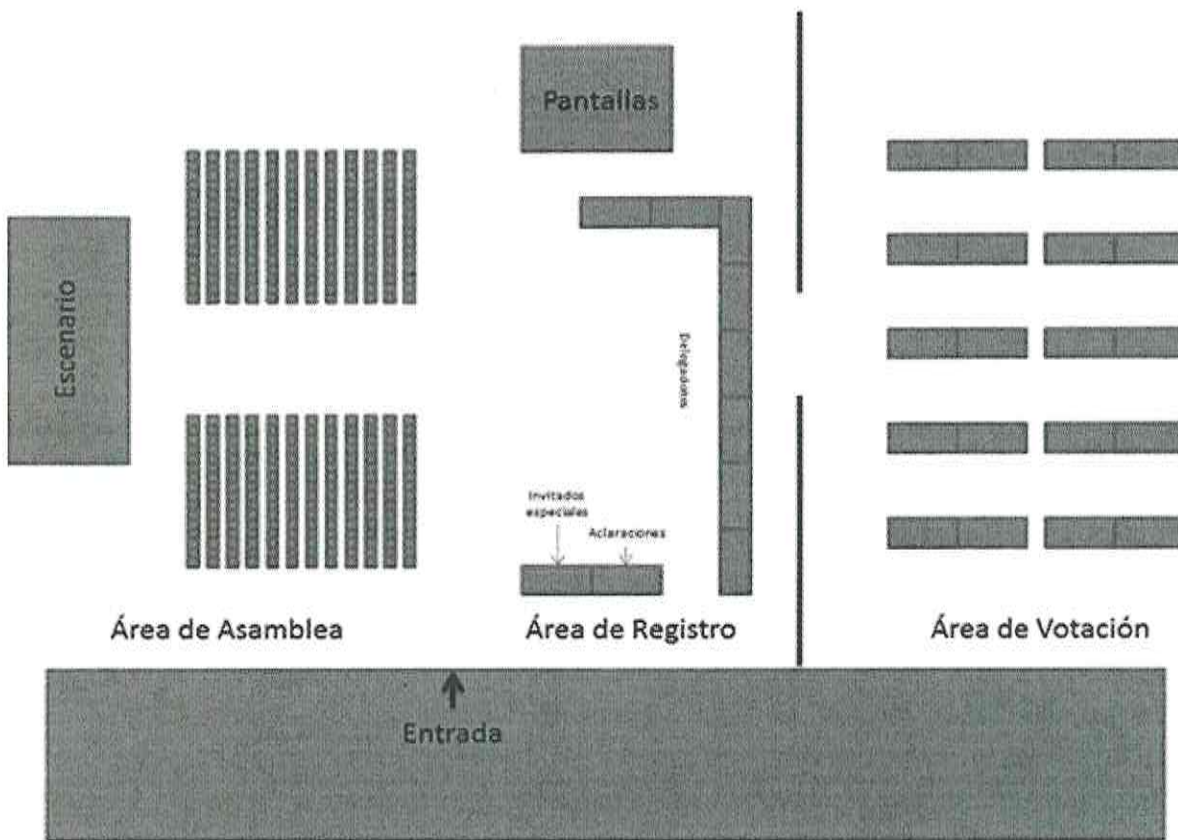 Pantallas
Escenario
Delegaciones
Invitados
especiales
Aclaraciones
Área de Asamblea
Área de Registro
Área de Votación
Entrada